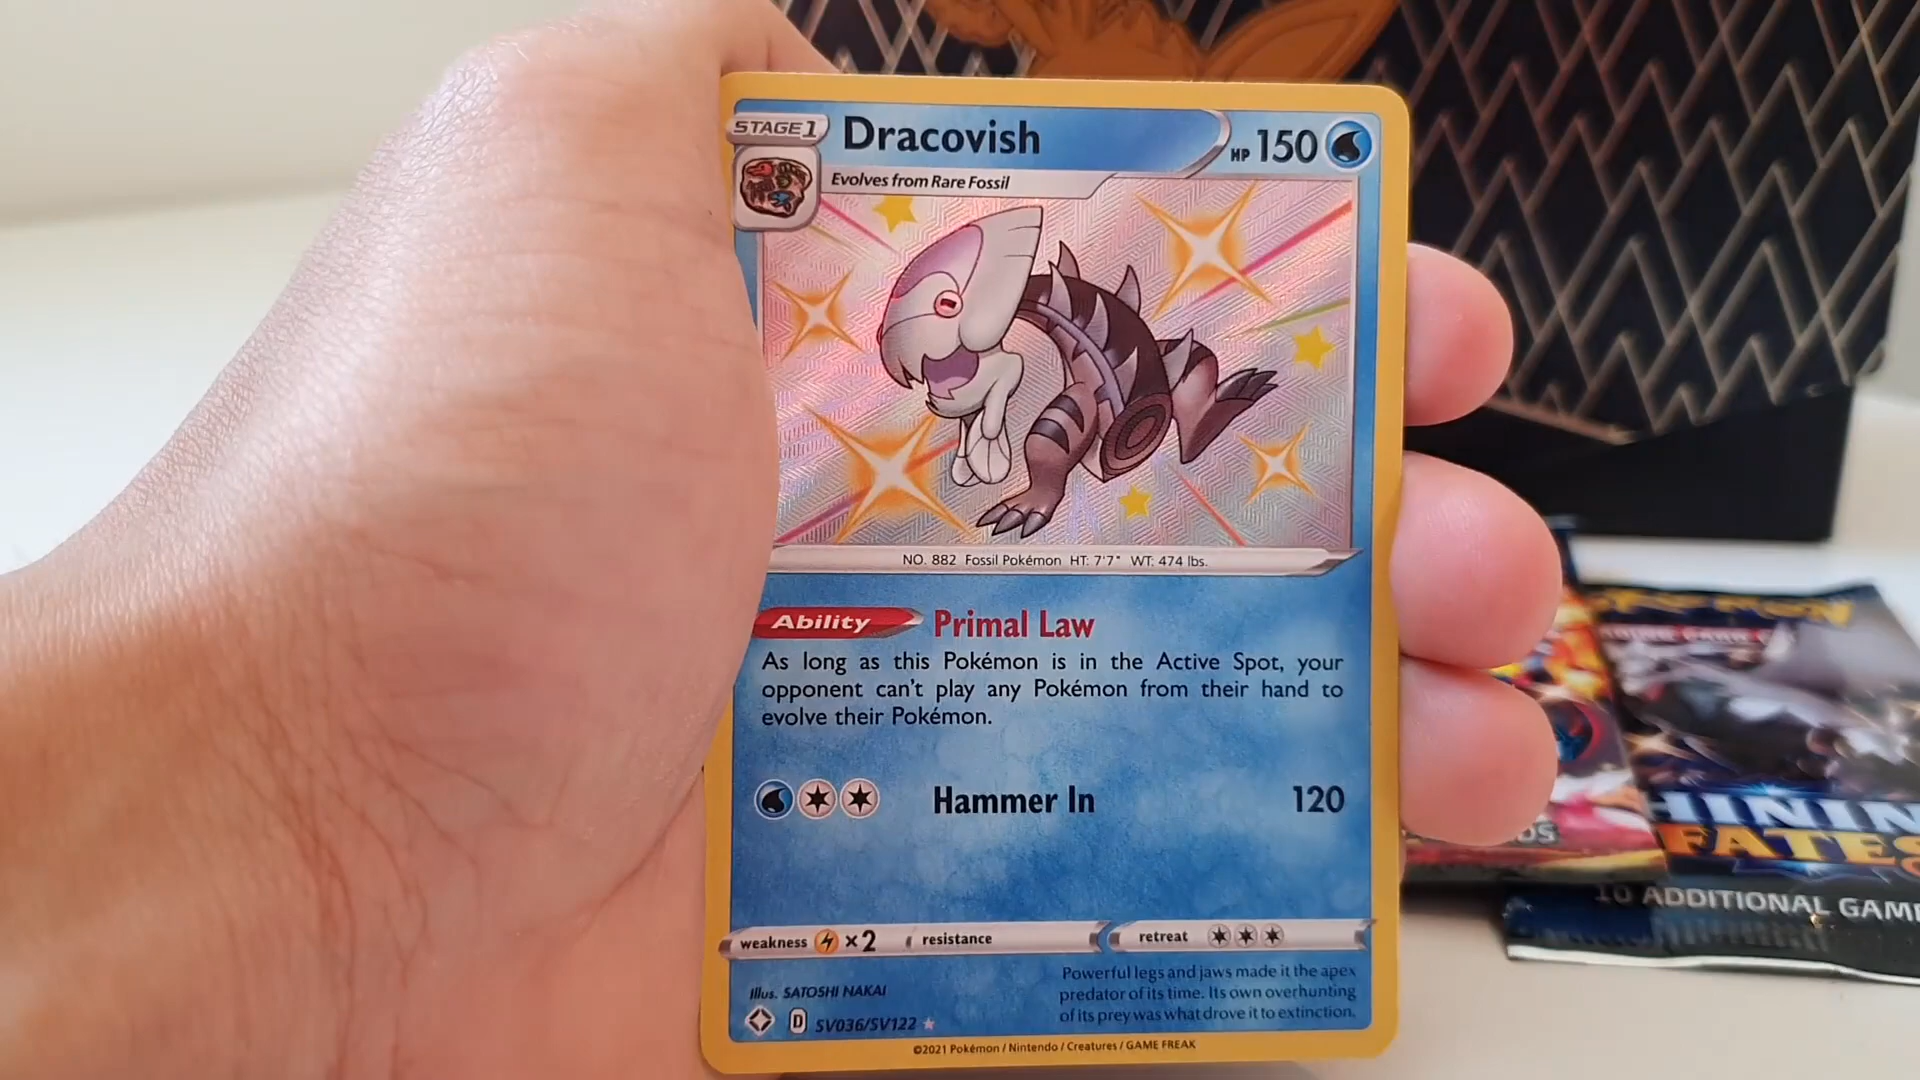 STAGE 1
Dracovish
HP 150
Evolves from Rare Fossil
NO. 882 Fossil Pokémon HT: 7'7" WT: 474 lbs.
Ability Primal Law
As long as this Pokémon is in the Active Spot, your
opponent can't play any Pokémon from their hand to
evolve their Pokémon.
Hammer In 120
weakness ×2 resistance retreat
Illus. SATOSHI NAKAI
Powerful legs and jaws made it the apex
predator of its time. Its own overhunting
of its prey was what drove it to extinction.
D SV036/SV122
©2021 Pokémon / Nintendo / Creatures / GAME FREAK
FATES
10 ADDITIONAL GAME